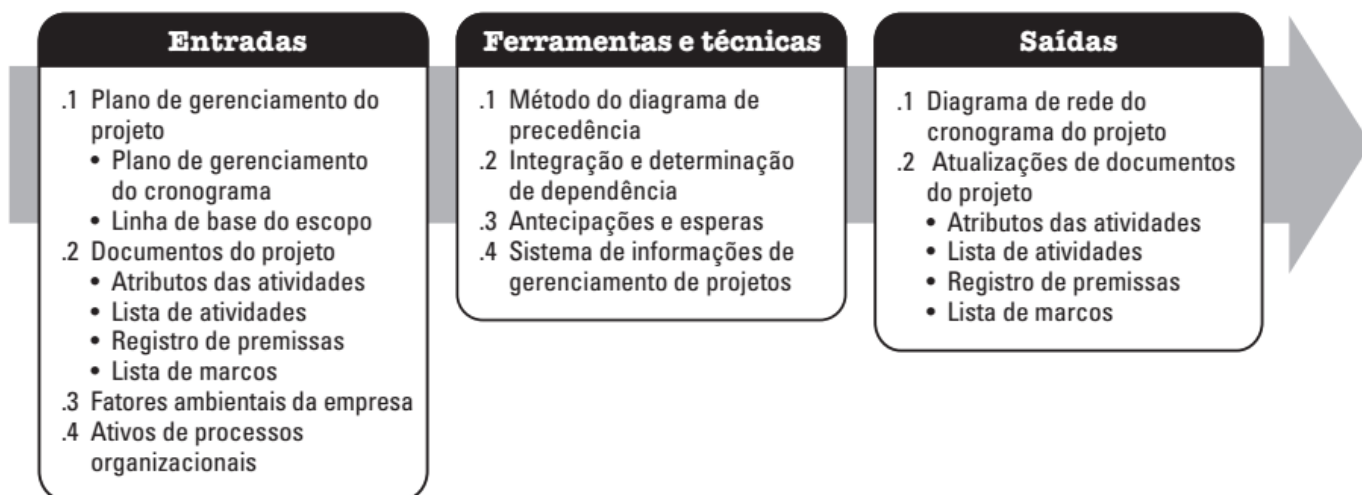 Entradas
.1 Plano de gerenciamento do
projeto
• Plano de gerenciamento
do cronograma
• Linha de base do escopo
.2 Documentos do projeto
• Atributos das atividades
• Lista de atividades
• Registro de premissas
• Lista de marcos
.3 Fatores ambientais da empresa
.4 Ativos de processos
organizacionais
Ferramentas e técnicas
.1 Método do diagrama de
precedência
.2 Integração e determinação
de dependência
.3 Antecipações e esperas
.4 Sistema de informações de
gerenciamento de projetos
Saídas
.1 Diagrama de rede do
cronograma do projeto
.2 Atualizações de documentos
do projeto
• Atributos das atividades
• Lista de atividades
• Registro de premissas
• Lista de marcos